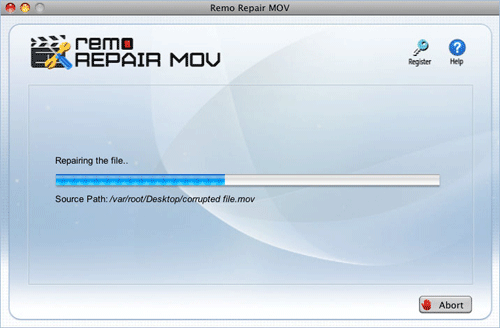 Remo Repair MOV
remo
REPAIR MOV
Register
Help
Repairing the file..
Source Path: /var/root/Desktop/corrupted file.mov
Abort